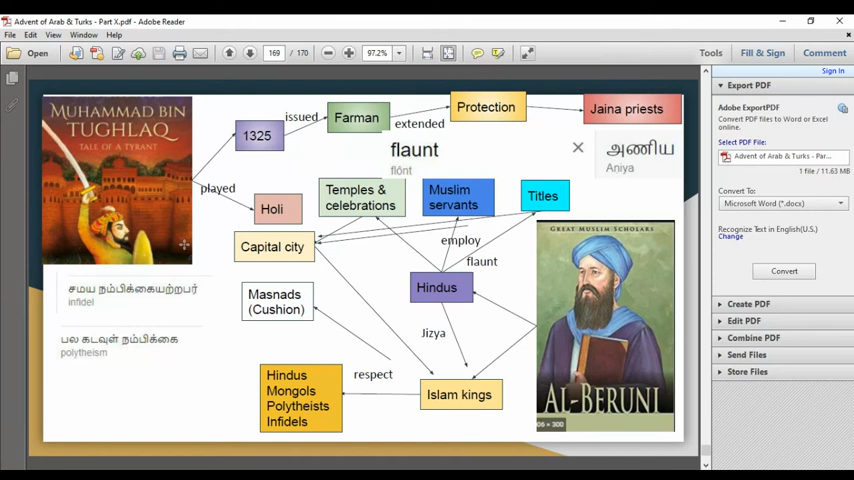 Advent of Arab & Turks - Part X.pdf - Adobe Reader
File Edit View Window Help
Open
169 / 170
97.2%
Tools
Fill & Sign
Comment
Sign In
MUHAMMAD BIN
TUGHLAQ
TALE OF A TYRANT
1325
issued
Farman
extended
Protection
Jaina priests
flaunt
flônt
அணிய
Aniya
played
Holi
Temples &
celebrations
Muslim
servants
Titles
Capital city
employ
flaunt
Hindus
Masnads
(Cushion)
Jizya
respect
Hindus
Mongols
Polytheists
Infidels
Islam kings
சமய நம்பிக்கையற்றவர்
infidel
பல கடவுள் நம்பிக்கை
polytheism
GREAT MUSLIM SCHOLARS
AL-BERUNI
06 × 300
Export PDF
Adobe ExportPDF
Convert PDF files to Word or Excel
online.
Select PDF File:
Advent of Arab & Turks - Pa...
1 file / 11.63 MB
Convert To:
Microsoft Word (*.docx)
Recognize Text in English(U.S.)
Change
Convert
Create PDF
Edit PDF
Combine PDF
Send Files
Store Files